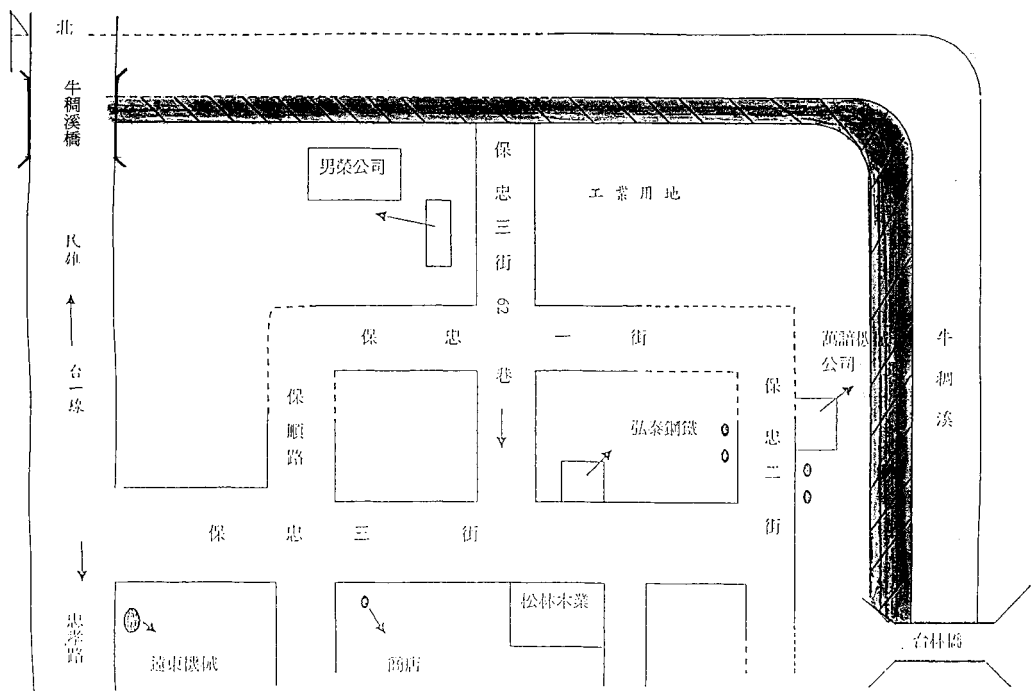 北
牛稠溪橋
男榮公司
保忠三街62巷
工業用地
民雄
台一線
保忠一街
保順路
弘泰鋼鐵
保忠二街
公司
牛稠溪
保忠三街
忠孝路
遠東機械
商店
松林木業
台林橋